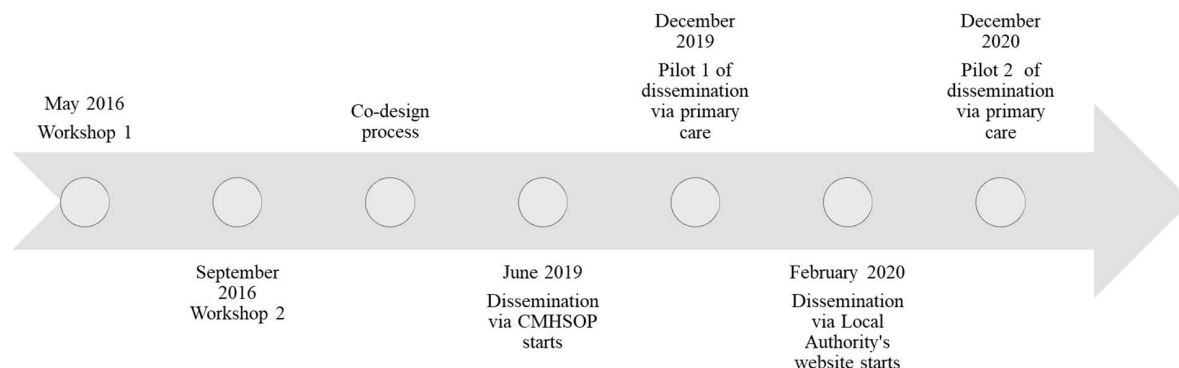 May 2016
Workshop 1
September
2016
Workshop 2
Co-design
process
June 2019
Dissemination
via CMHSOP
starts
December
2019
Pilot 1 of
dissemination
via primary
care
February 2020
Dissemination
via Local
Authority's
website starts
December
2020
Pilot 2 of
dissemination
via primary
care